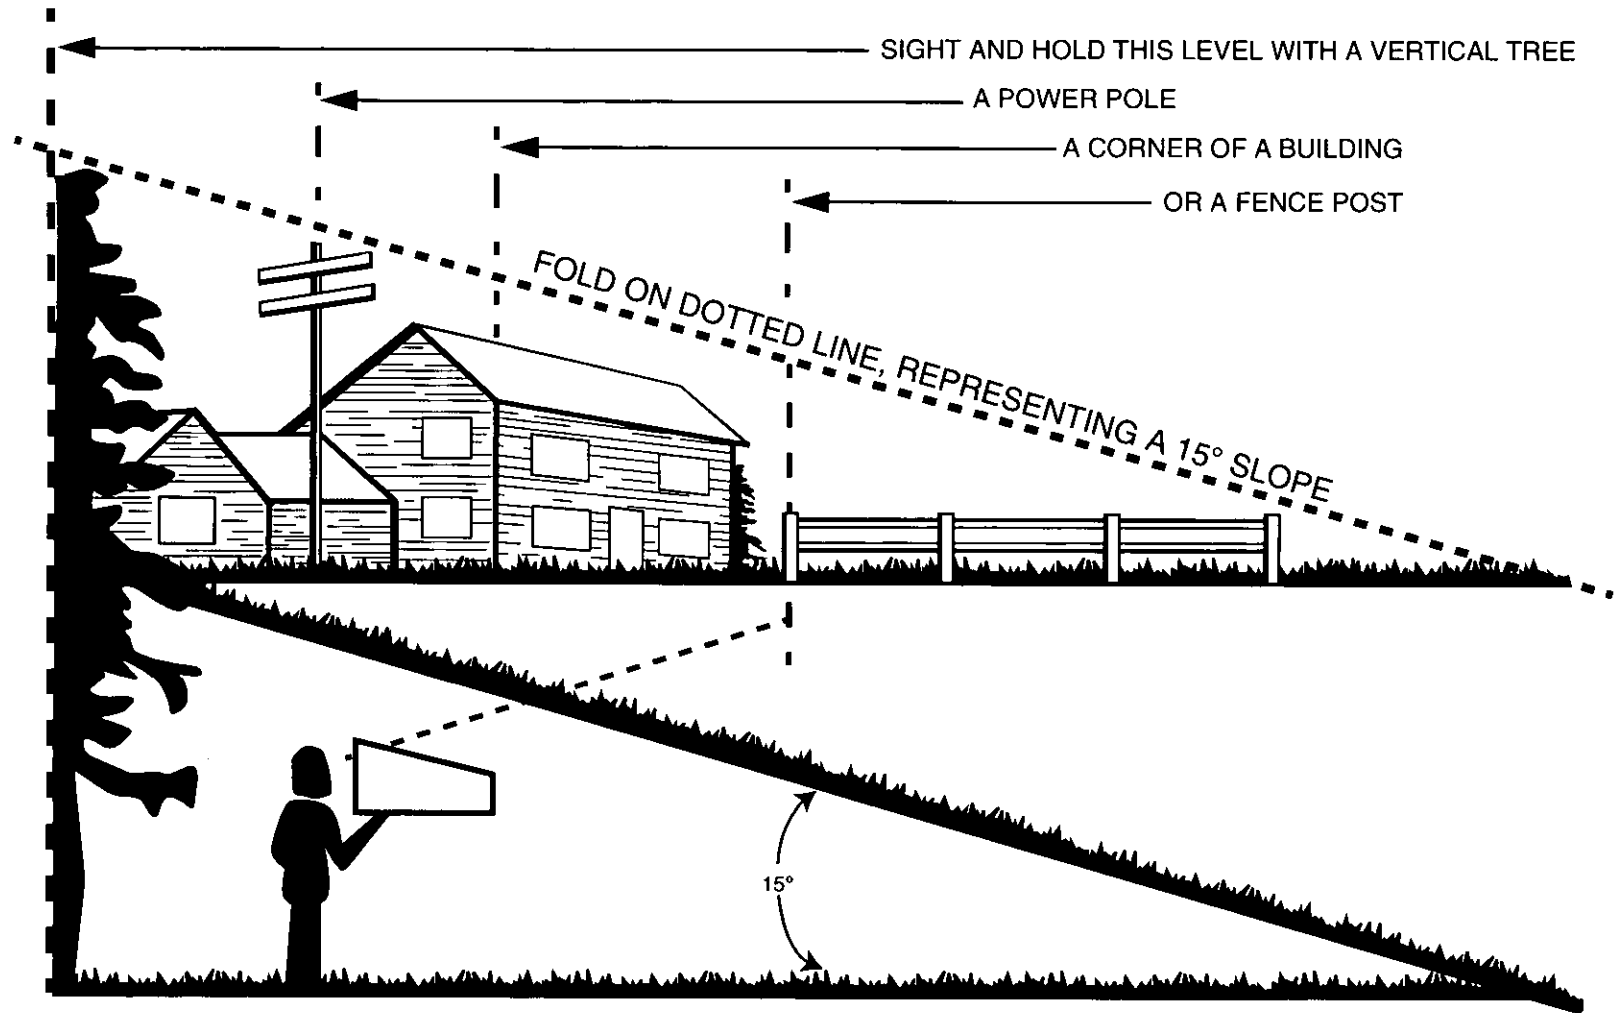 SIGHT AND HOLD THIS LEVEL WITH A VERTICAL TREE
A POWER POLE
A CORNER OF A BUILDING
OR A FENCE POST
FOLD ON DOTTED LINE, REPRESENTING A 15° SLOPE
15°